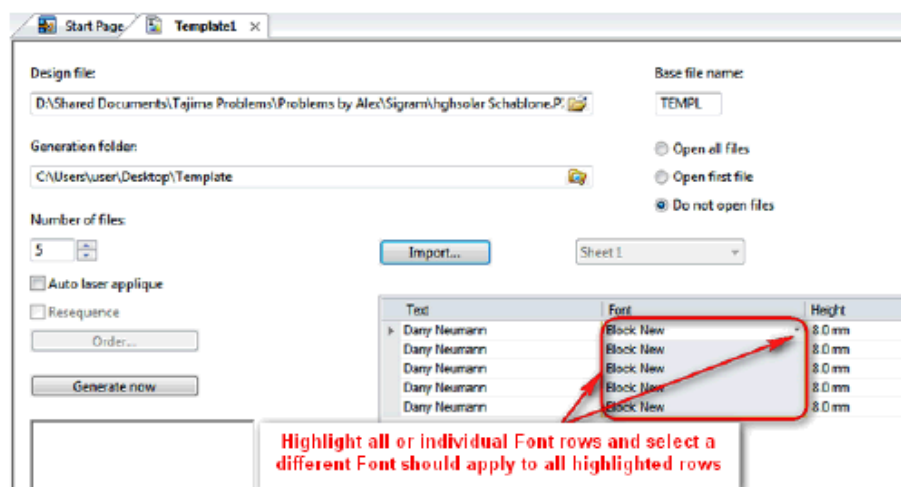 Start Page
Template1
Design file:
Base file name:
D:\Shared Documents\Tajima Problems\Problems by Alex\Sigram\hghsolar Schablone.P
TEMPL
Generation folder:
Open all files
C:\Users\user\Desktop\Template
Open first file
Do not open files
Number of files:
5
Import...
Sheet 1
Auto laser applique
Resequence
Order...
Generate now
Text Font Height
Dany Neumann Block New 8.0 mm
Dany Neumann Block New 8.0 mm
Dany Neumann Block New 8.0 mm
Dany Neumann Block New 8.0 mm
Dany Neumann Block New 8.0 mm
Highlight all or individual Font rows and select a
different Font should apply to all highlighted rows